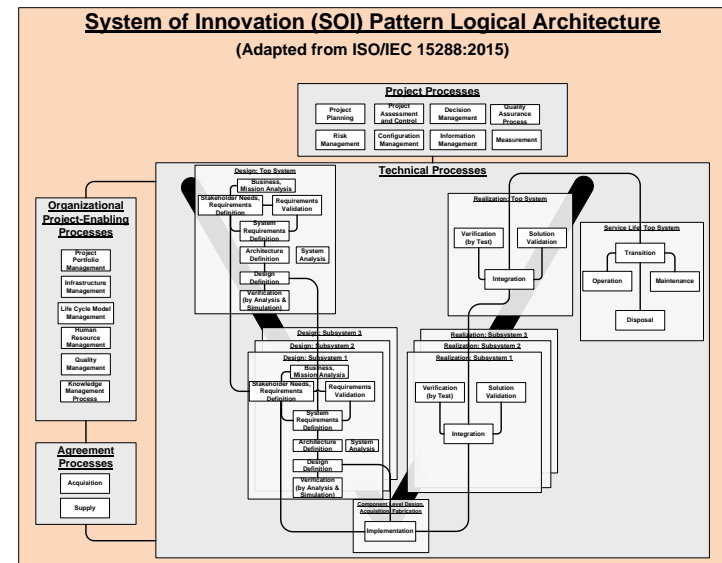 System of Innovation (SOI) Pattern Logical Architecture
(Adapted from ISO/IEC 15288:2015)
Project Processes
Project
Planning
Project
Assessment
and Control
Decision
Management
Quality
Assurance
Process
Risk
Management
Configuration
Management
Information
Management
Measurement
Technical Processes
Organizational
Project-Enabling
Processes
Project
Portfolio
Management
Infrastructure
Management
Life Cycle Model
Management
Human
Resource
Management
Quality
Management
Knowledge
Management
Process
Agreement
Processes
Acquisition
Supply
Design: Top System
Business,
Mission Analysis
Stakeholder Needs,
Requirements
Definition
Requirements
Validation
System
Requirements
Definition
Architecture
Definition
System
Analysis
Design
Definition
Verification
(by Analysis &
Simulation)
Realization: Top System
Verification
(by Test)
Solution
Validation
Integration
Service Life: Top System
Transition
Operation
Maintenance
Disposal
Design: Subsystem 3
Design: Subsystem 2
Design: Subsystem 1
Business,
Mission Analysis
Stakeholder Needs,
Requirements
Definition
Requirements
Validation
System
Requirements
Definition
Architecture
Definition
System
Analysis
Design
Definition
Verification
(by Analysis &
Simulation)
Realization: Subsystem 3
Realization: Subsystem 2
Realization: Subsystem 1
Verification
(by Test)
Solution
Validation
Integration
Component Level Design,
Acquisition, Fabrication
Implementation